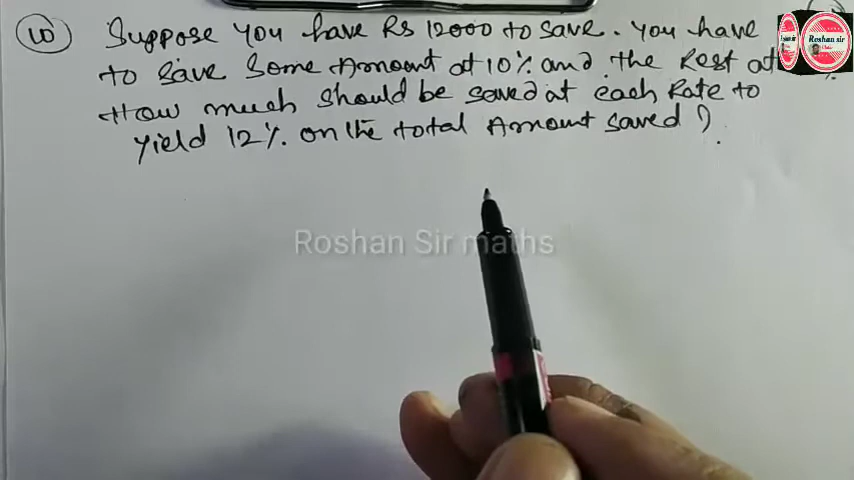 10 Suppose you have Rs 12000 to save. you have
to save Some Amount at 10% and the Rest at %
How much should be saved at each Rate to
yield 12% on the total Amount saved?
Roshan sir
Roshan Sir maths